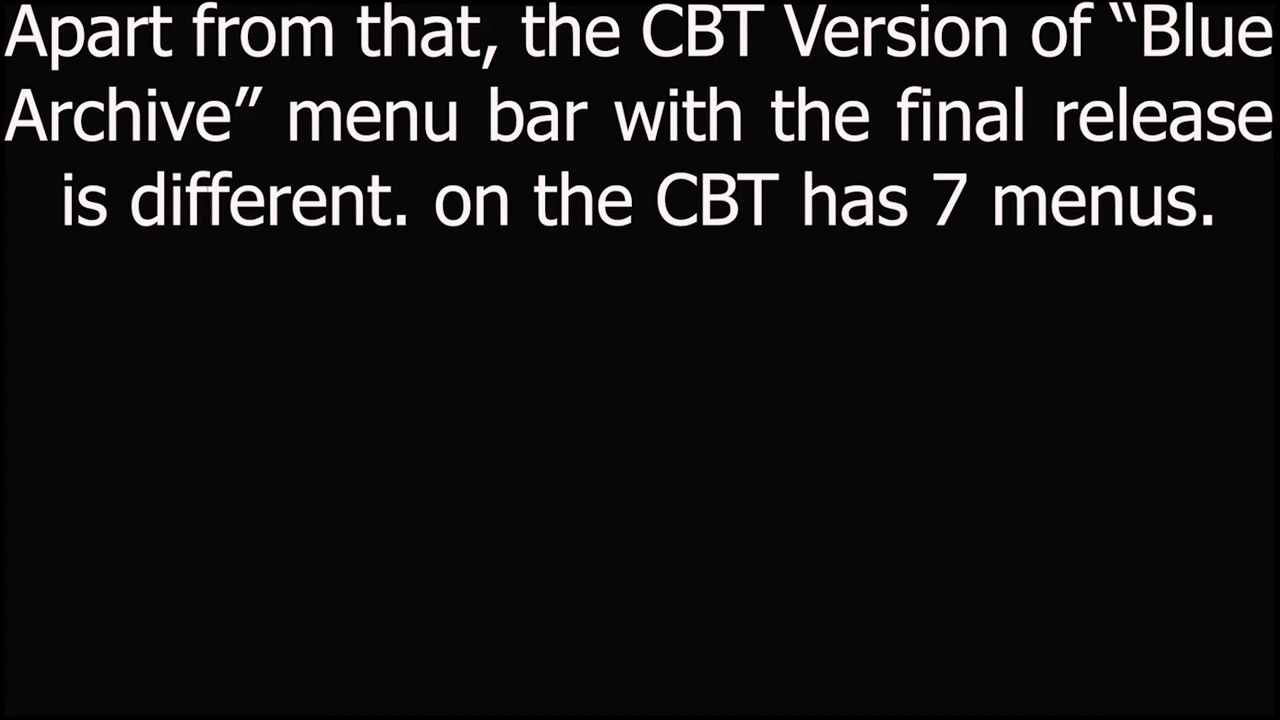 Apart from that, the CBT Version of “Blue
Archive” menu bar with the final release
is different. on the CBT has 7 menus.